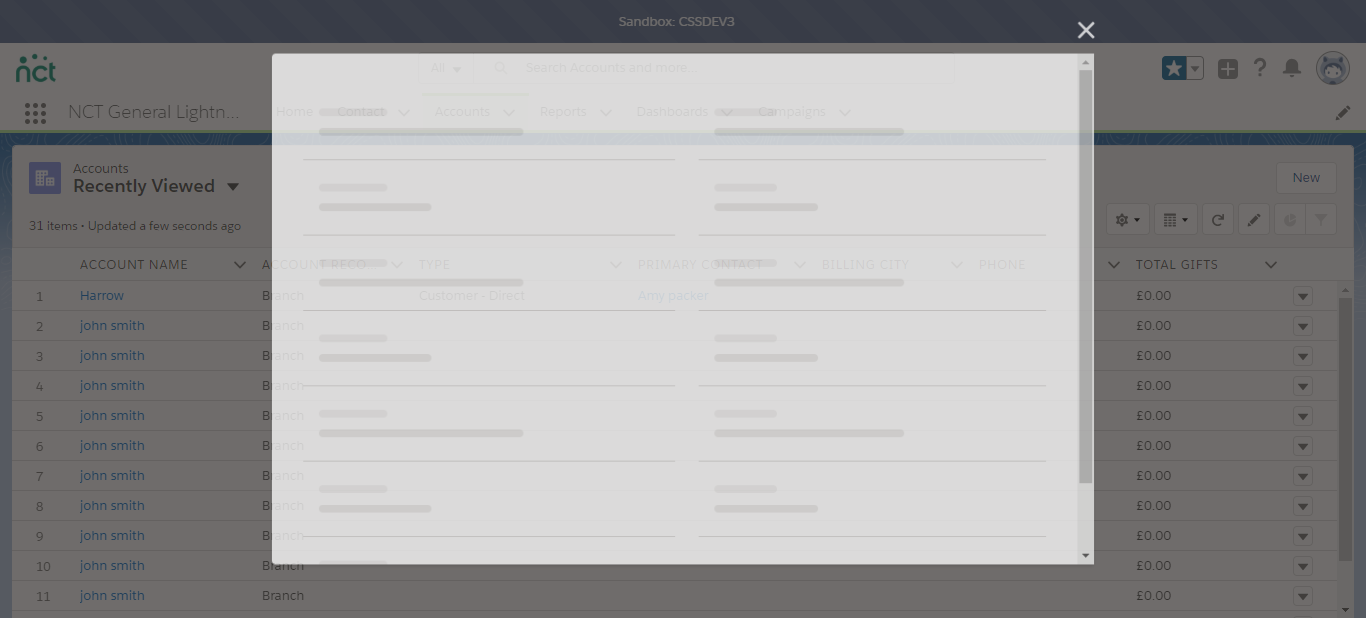 Sandbox: CSSDEV3
nct
All Search Accounts and more...
NCT General Lightn... Home Contact Accounts Reports Dashboards Campaigns
Accounts
Recently Viewed
New
31 items • Updated a few seconds ago
ACCOUNT NAME ACCOUNT RECO... TYPE PRIMARY CONTACT BILLING CITY PHONE TOTAL GIFTS
1 Harrow Branch Customer - Direct Amy packer £0.00
2 john smith Branch £0.00
3 john smith Branch £0.00
4 john smith Branch £0.00
5 john smith Branch £0.00
6 john smith Branch £0.00
7 john smith Branch £0.00
8 john smith Branch £0.00
9 john smith Branch £0.00
10 john smith Branch £0.00
11 john smith Branch £0.00